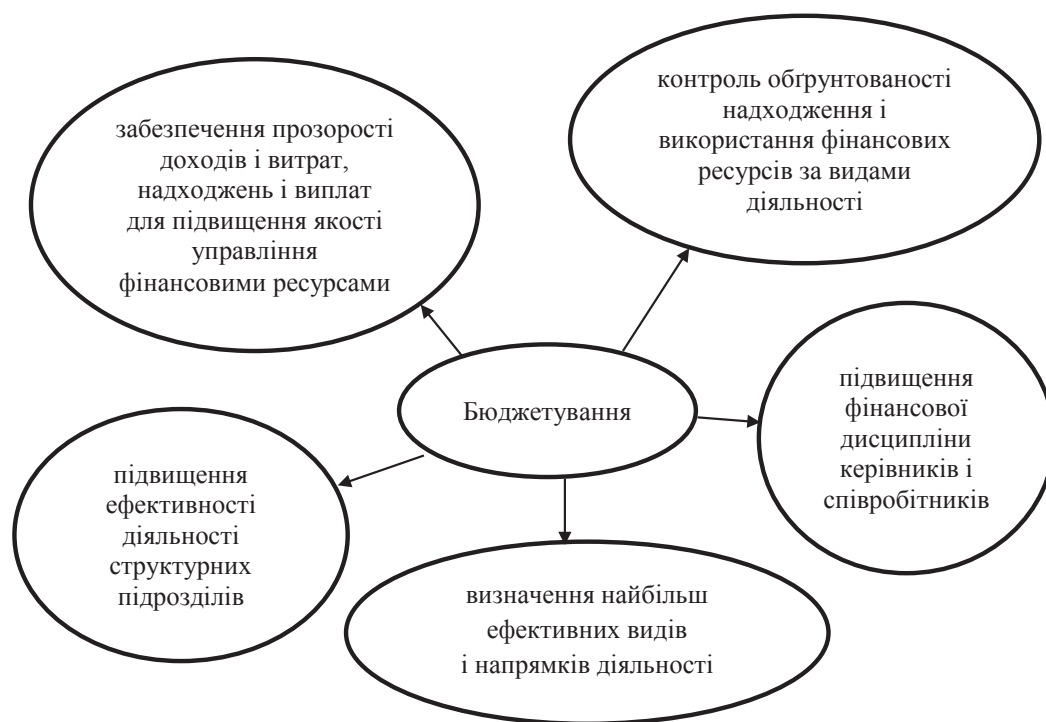 забезпечення прозорості
доходів і витрат,
надходжень і виплат
для підвищення якості
управління
фінансовими ресурсами
контроль обґрунтованості
надходження і
використання фінансових
ресурсів за видами
діяльності
Бюджетування
підвищення
фінансової
дисципліни
керівників і
співробітників
підвищення
ефективності
діяльності
структурних
підрозділів
визначення найбільш
ефективних видів
і напрямків діяльності